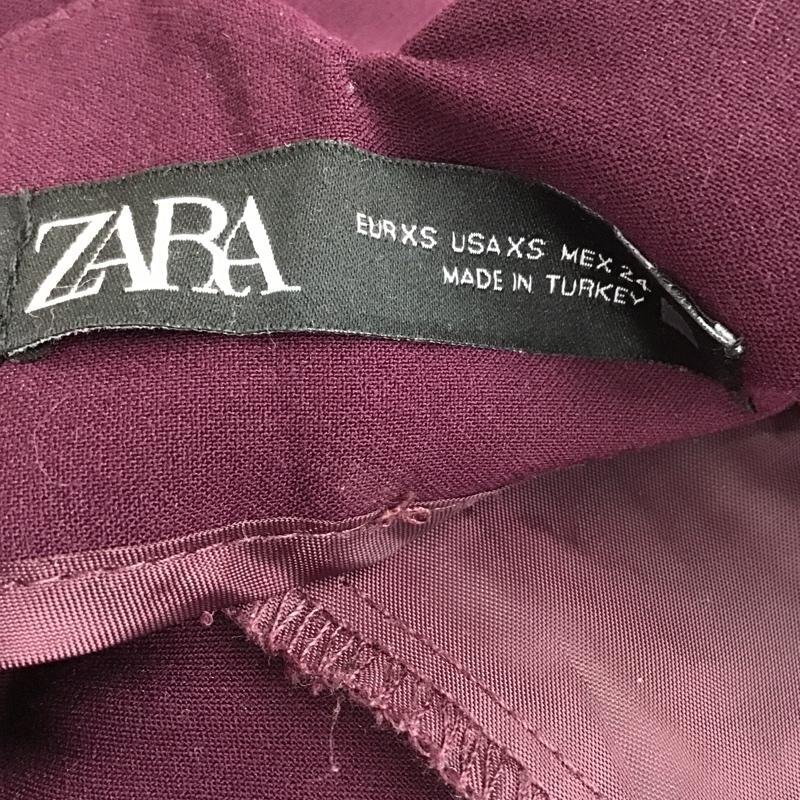 ZARA
EUR XS USA XS MEX 24
MADE IN TURKEY